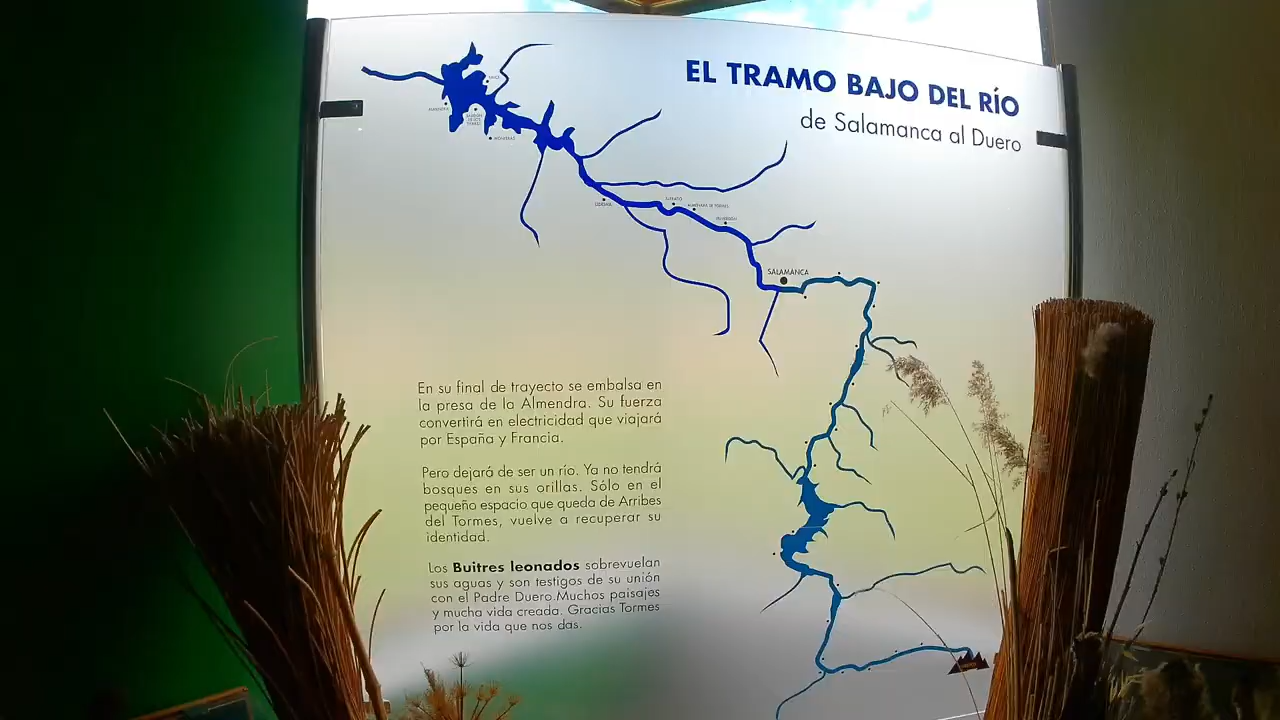 EL TRAMO BAJO DEL RÍO
de Salamanca al Duero
SALAMANCA
En su final de trayecto se embalsa en
la presa de la Almendra. Su fuerza
convertirá en electricidad que viajará
por España y Francia.
Pero dejará de ser un río. Ya no tendrá
bosques en sus orillas. Sólo en el
pequeño espacio que queda de Arribes
del Tormes, vuelve a recuperar su
identidad.
Los Buitres leonados sobrevuelan
sus aguas y son testigos de su unión
con el Padre Duero.Muchos paisajes
y mucha vida creada. Gracias Tormes
por la vida que nos das.